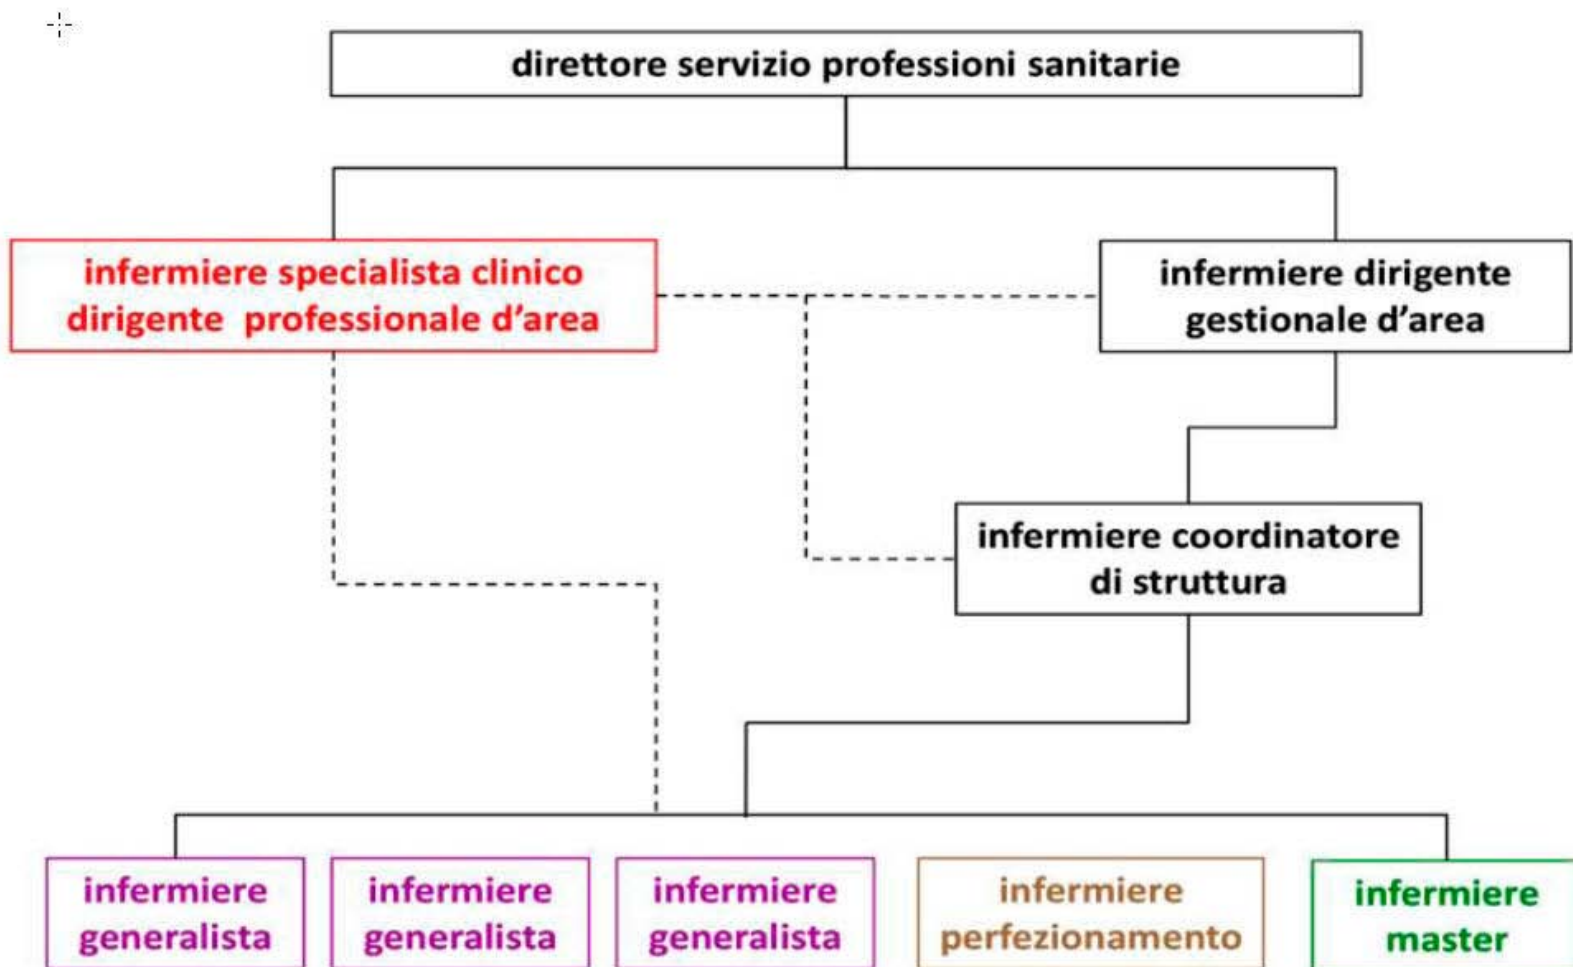 direttore servizio professioni sanitarie
infermiere specialista clinico
dirigente professionale d'area
infermiere dirigente
gestionale d'area
infermiere coordinatore
di struttura
infermiere
generalista
infermiere
generalista
infermiere
generalista
infermiere
perfezionamento
infermiere
master